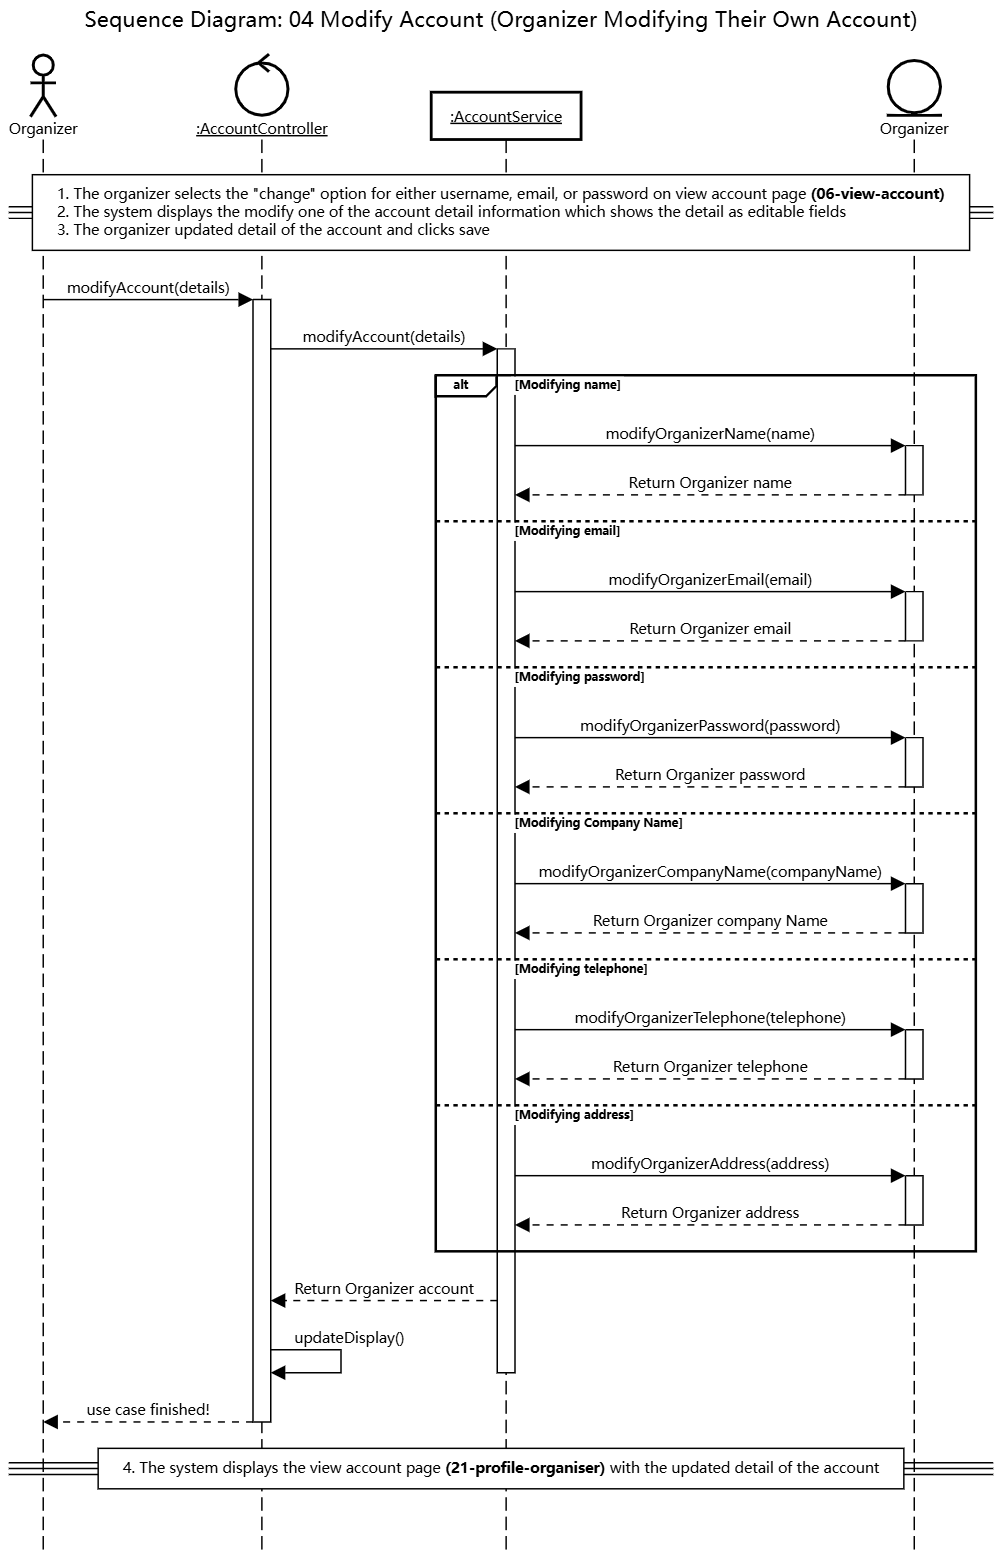 Sequence Diagram: 04 Modify Account (Organizer Modifying Their Own Account)
Organizer
:AccountController
:AccountService
Organizer
1. The organizer selects the "change" option for either username, email, or password on view account page (06-view-account)
2. The system displays the modify one of the account detail information which shows the detail as editable fields
3. The organizer updated detail of the account and clicks save
modifyAccount(details)
modifyAccount(details)
alt
[Modifying name]
modifyOrganizerName(name)
Return Organizer name
[Modifying email]
modifyOrganizerEmail(email)
Return Organizer email
[Modifying password]
modifyOrganizerPassword(password)
Return Organizer password
[Modifying Company Name]
modifyOrganizerCompanyName(companyName)
Return Organizer company Name
[Modifying telephone]
modifyOrganizerTelephone(telephone)
Return Organizer telephone
[Modifying address]
modifyOrganizerAddress(address)
Return Organizer address
Return Organizer account
updateDisplay()
use case finished!
4. The system displays the view account page (21-profile-organiser) with the updated detail of the account